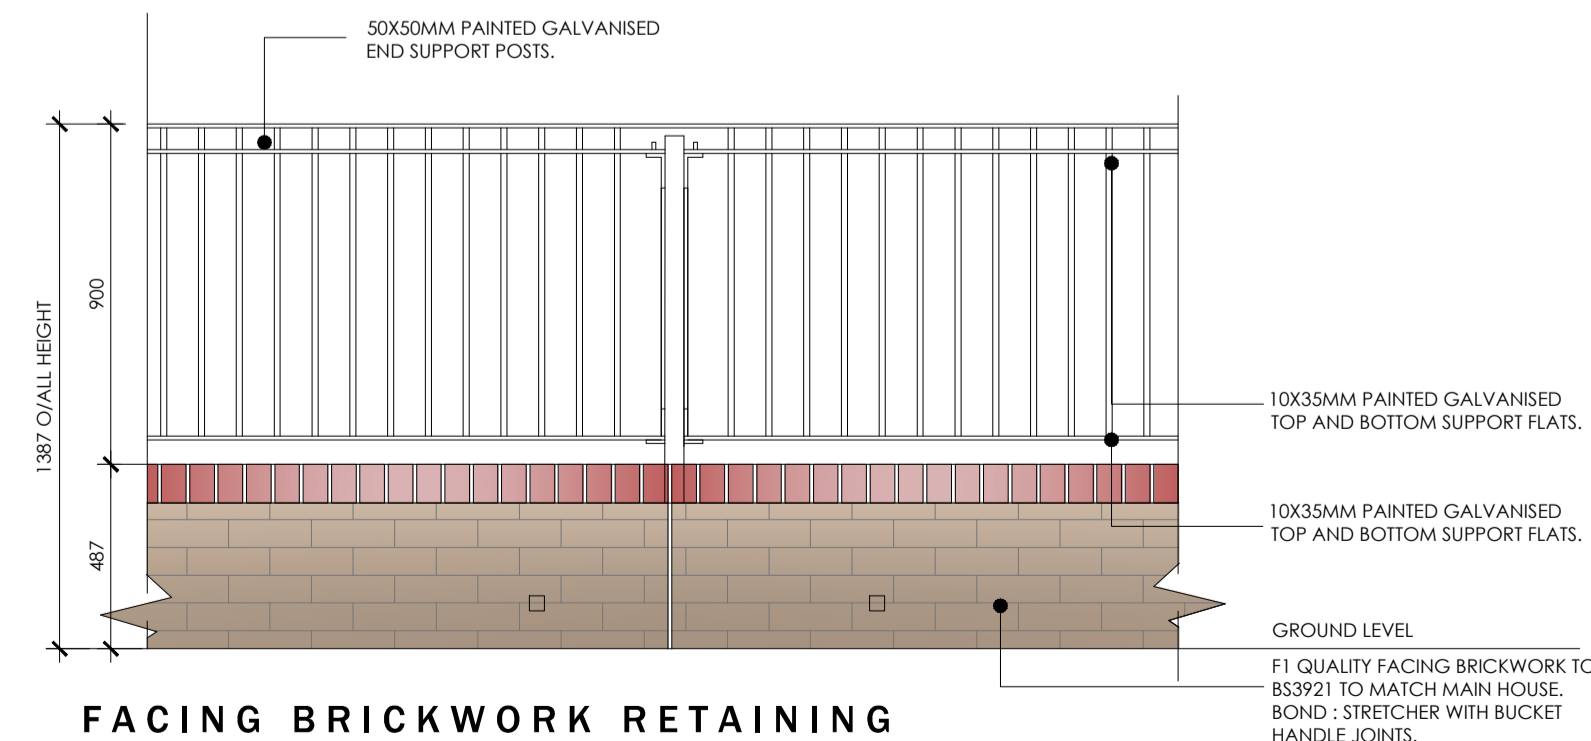 50X50MM PAINTED GALVANISED
END SUPPORT POSTS.
900
1387 O/ALL HEIGHT
487
10X35MM PAINTED GALVANISED
TOP AND BOTTOM SUPPORT FLATS.
10X35MM PAINTED GALVANISED
TOP AND BOTTOM SUPPORT FLATS.
GROUND LEVEL
F1 QUALITY FACING BRICKWORK TO
BS3921 TO MATCH MAIN HOUSE.
BOND : STRETCHER WITH BUCKET
HANDLE JOINTS.
FACING BRICKWORK RETAINING